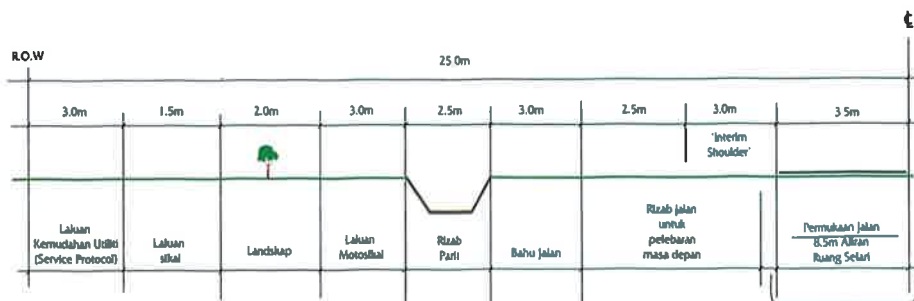 R.O.W
℄
25 0m
3.0m 1.5m 2.0m 3.0m 2.5m 3.0m 2.5m 3.0m 3 5m
'Interim
Shoulder'
Laluan
Kemudahan Utiliti
(Service Protocol)
Laluan
sikal
Landskap
Laluan
Motosikal
Rizab
Parit
Bahu Jalan
Rizab jalan
untuk
pelebaran
masa depan
Permukaan jalan
8.5m Aliran
Ruang Selari